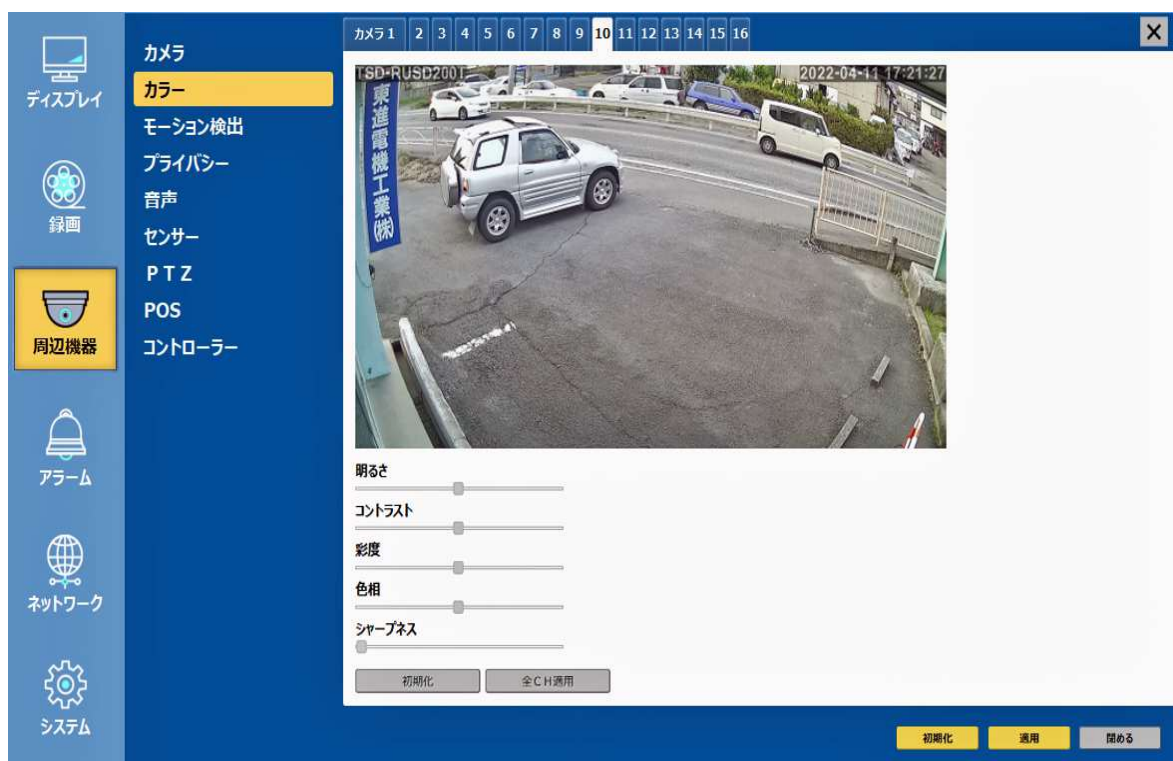 カメラ 1 2 3 4 5 6 7 8 9 10 11 12 13 14 15 16
ディスプレイ
録画
周辺機器
アラーム
ネットワーク
システム
カメラ
カラー
モーション検出
プライバシー
音声
センサー
ＰＴＺ
POS
コントローラー
TSD-RUSD200T
2022-04-11 17:21:27
東進電機工業(株)
明るさ
コントラスト
彩度
色相
シャープネス
初期化 全ＣＨ適用
初期化 適用 閉める